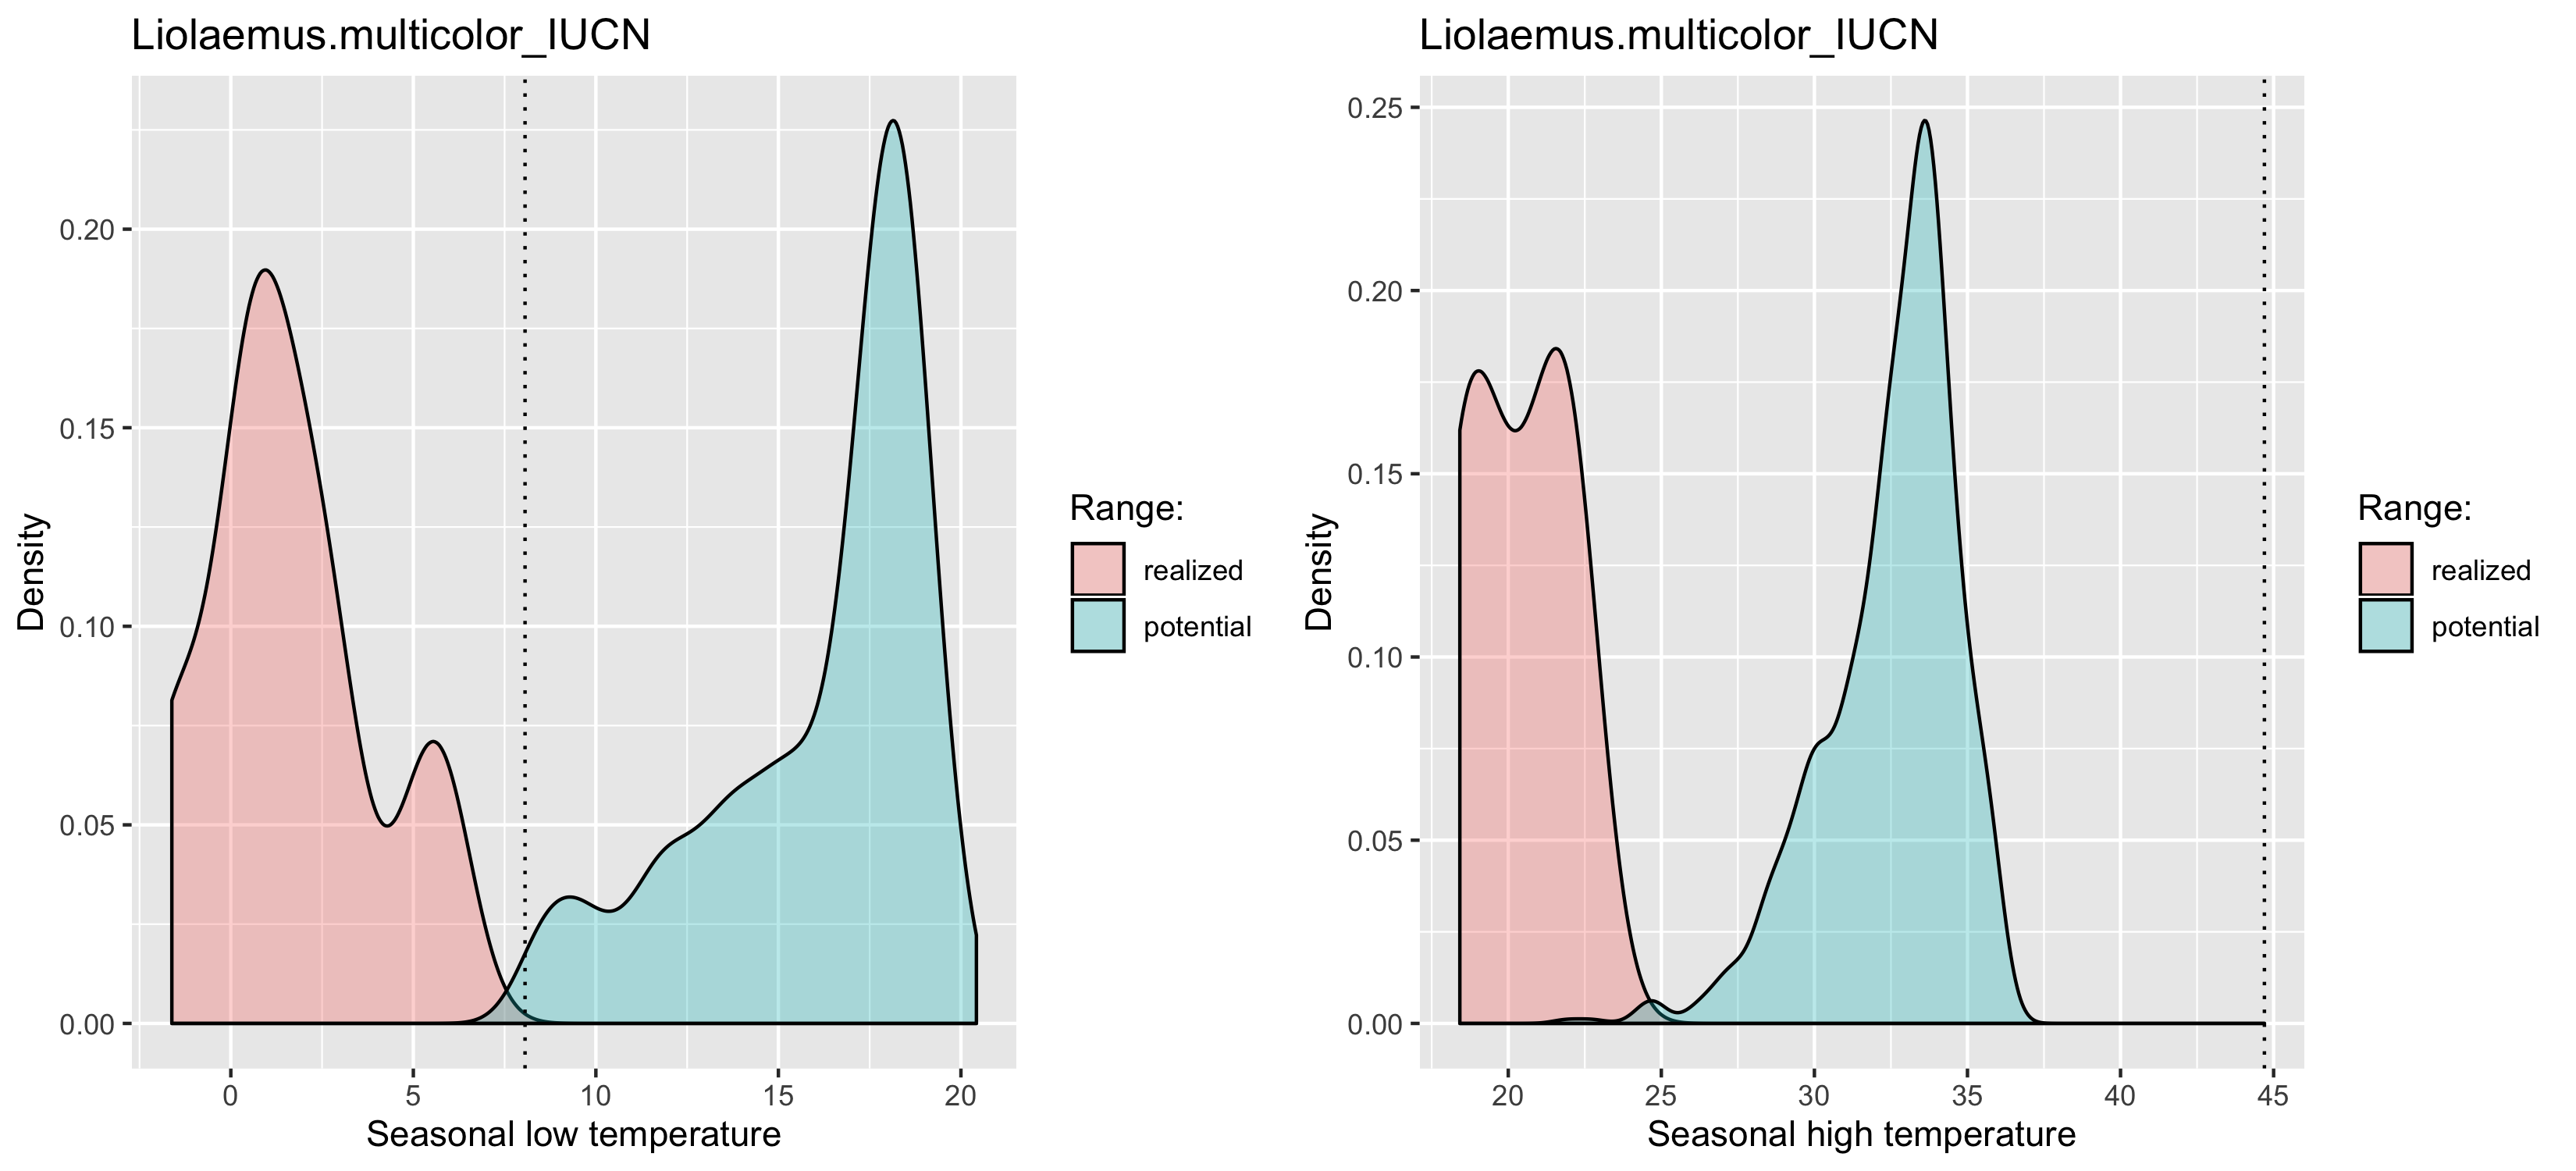 Liolaemus.multicolor_IUCN
Density
0.20
0.15
0.10
0.05
0.00
0 5 10 15 20
Seasonal low temperature
Range:
realized
potential
Liolaemus.multicolor_IUCN
Density
0.25
0.20
0.15
0.10
0.05
0.00
20 25 30 35 40 45
Seasonal high temperature
Range:
realized
potential